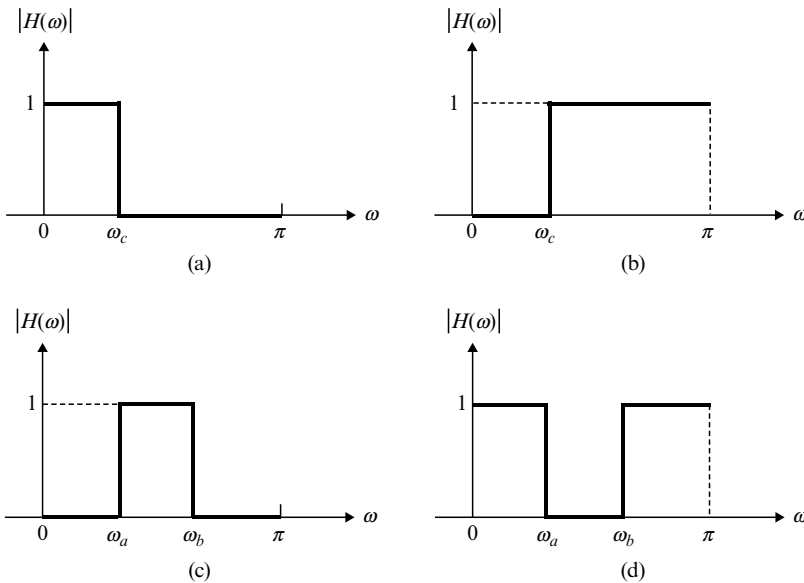 |H(ω)| |H(ω)|
1 1
0 ω_c π ω 0 ω_c π ω
(a) (b)
|H(ω)| |H(ω)|
1 1
0 ω_a ω_b π ω 0 ω_a ω_b π ω
(c) (d)